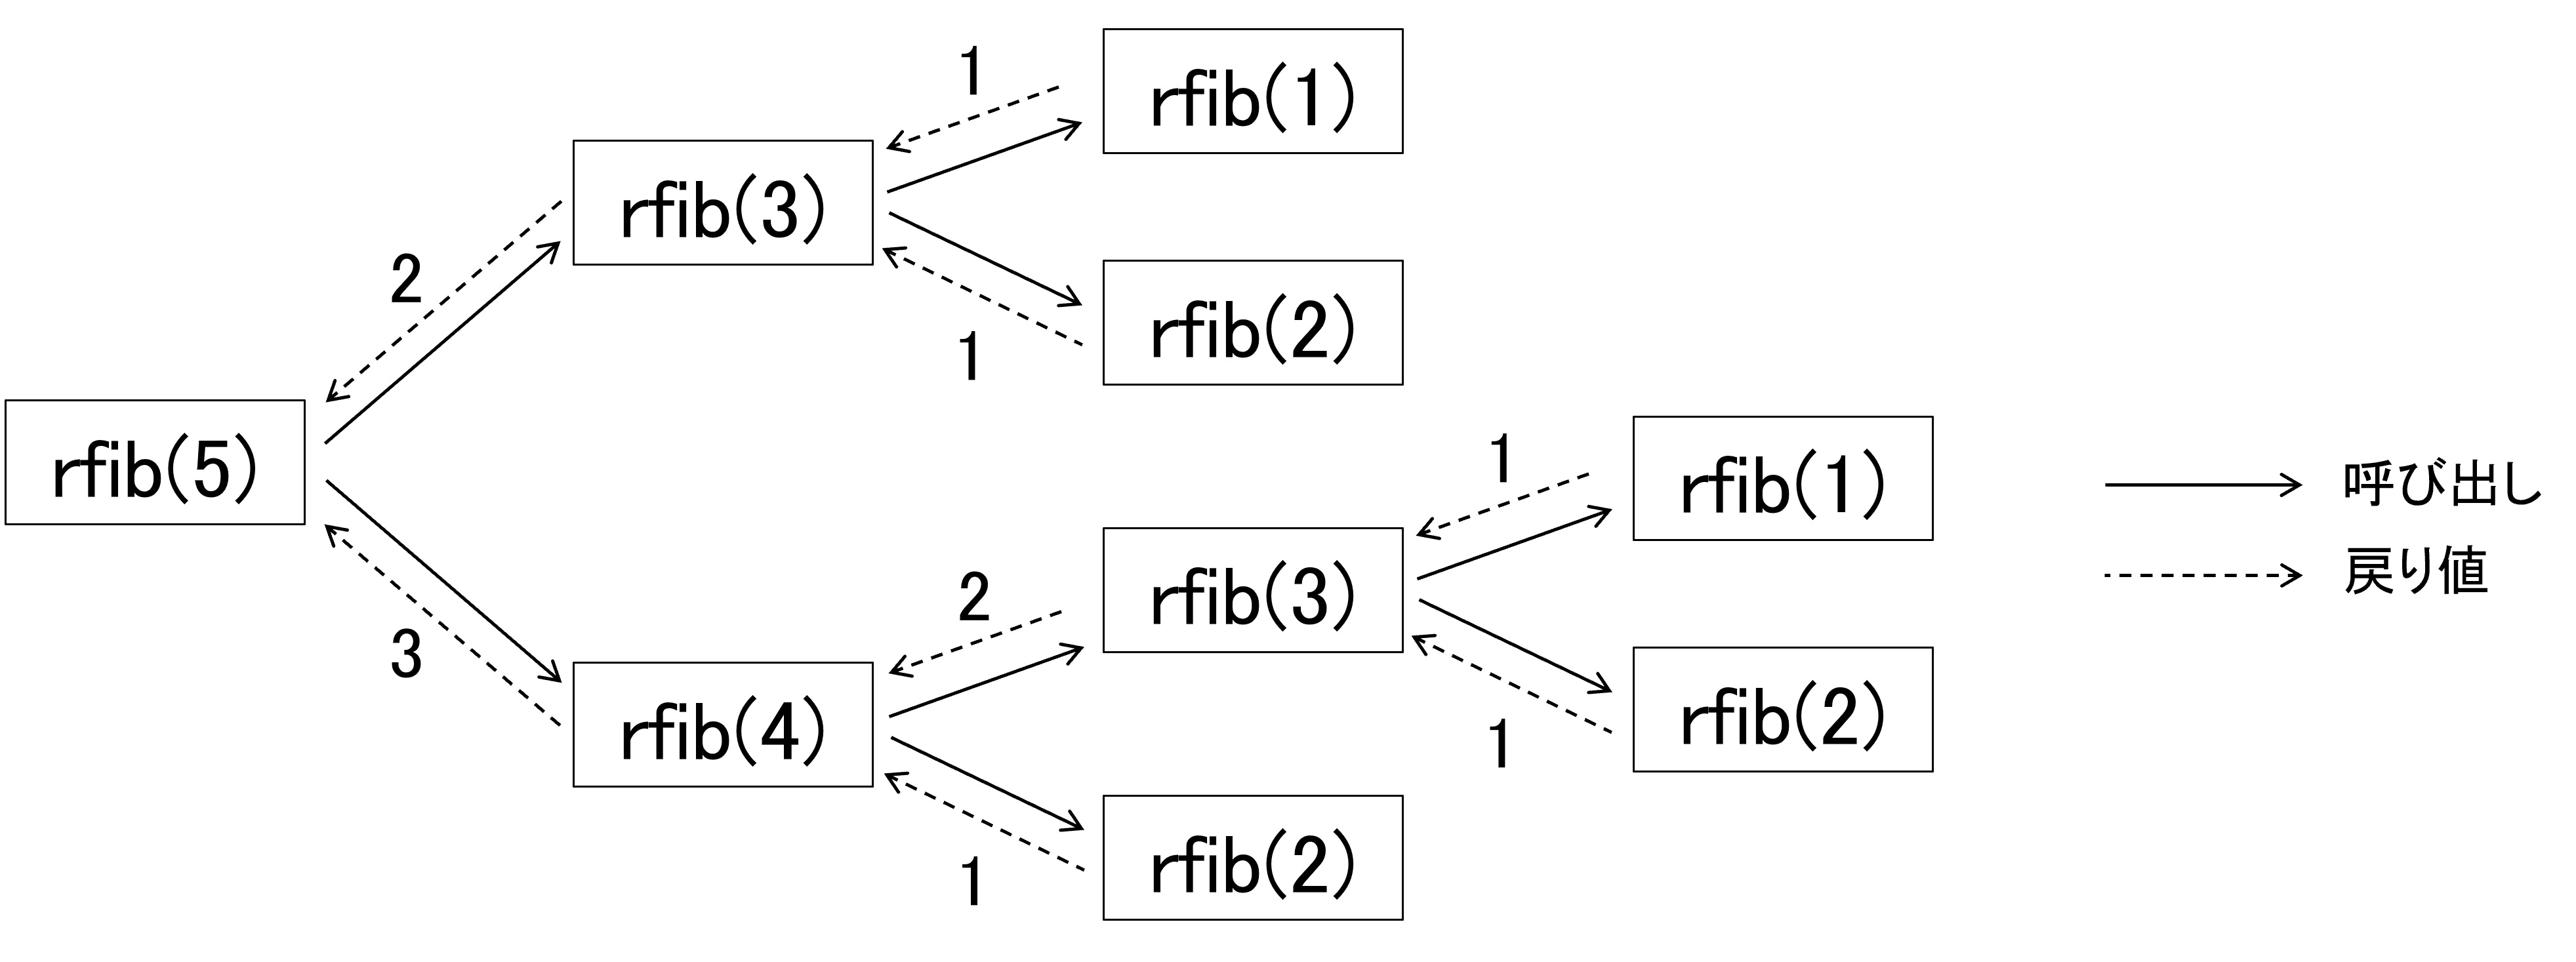 1
rfib(1)
rfib(3)
2
1
rfib(2)
rfib(5)
1
rfib(1)
呼び出し
戻り値
2
rfib(3)
3
rfib(4)
1
rfib(2)
1
rfib(2)